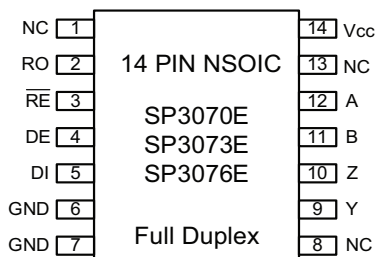 NC 1
RO 2
RE 3
DE 4
DI 5
GND 6
GND 7
14 PIN NSOIC
SP3070E
SP3073E
SP3076E
Full Duplex
14 Vcc
13 NC
12 A
11 B
10 Z
9 Y
8 NC